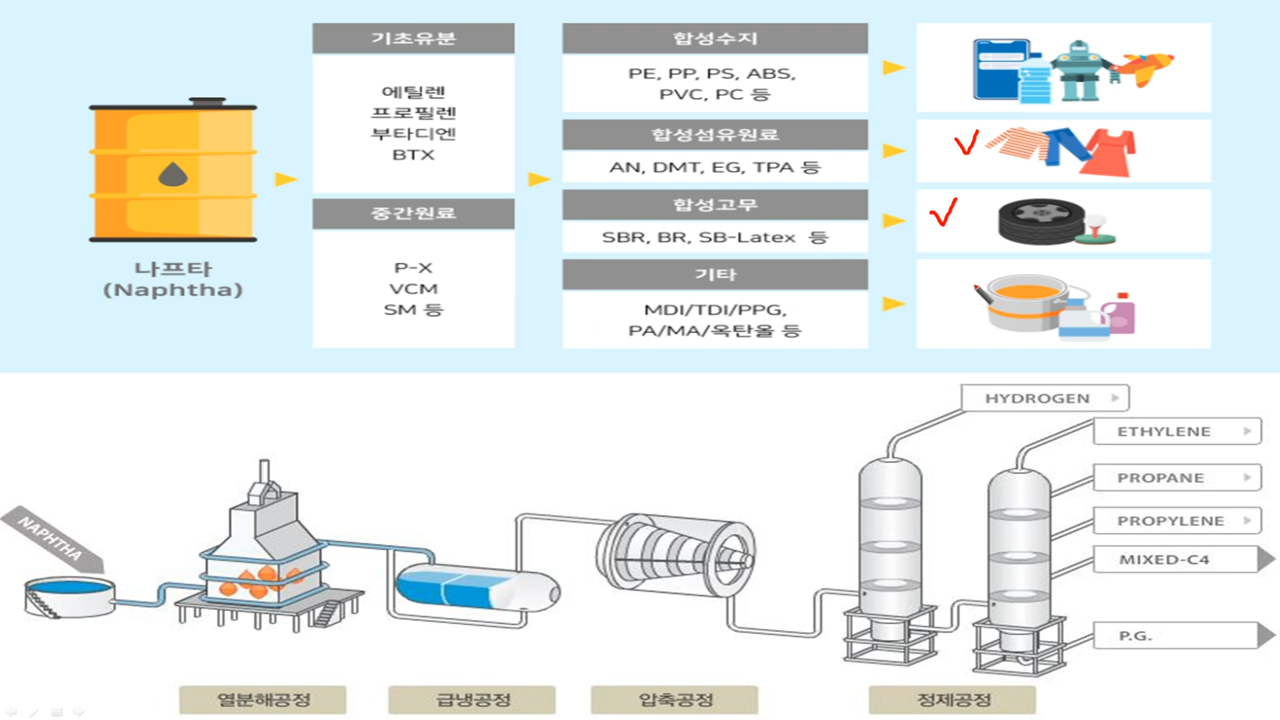 나프타
(Naphtha)
기초유분
에틸렌
프로필렌
부타디엔
BTX
중간원료
P-X
VCM
SM 등
합성수지
PE, PP, PS, ABS,
PVC, PC 등
합성섬유원료
AN, DMT, EG, TPA 등
합성고무
SBR, BR, SB-Latex 등
기타
MDI/TDI/PPG,
PA/MA/옥탄올 등
NAPHTHA
HYDROGEN
ETHYLENE
PROPANE
PROPYLENE
MIXED-C4
P.G.
열분해공정
급냉공정
압축공정
정제공정